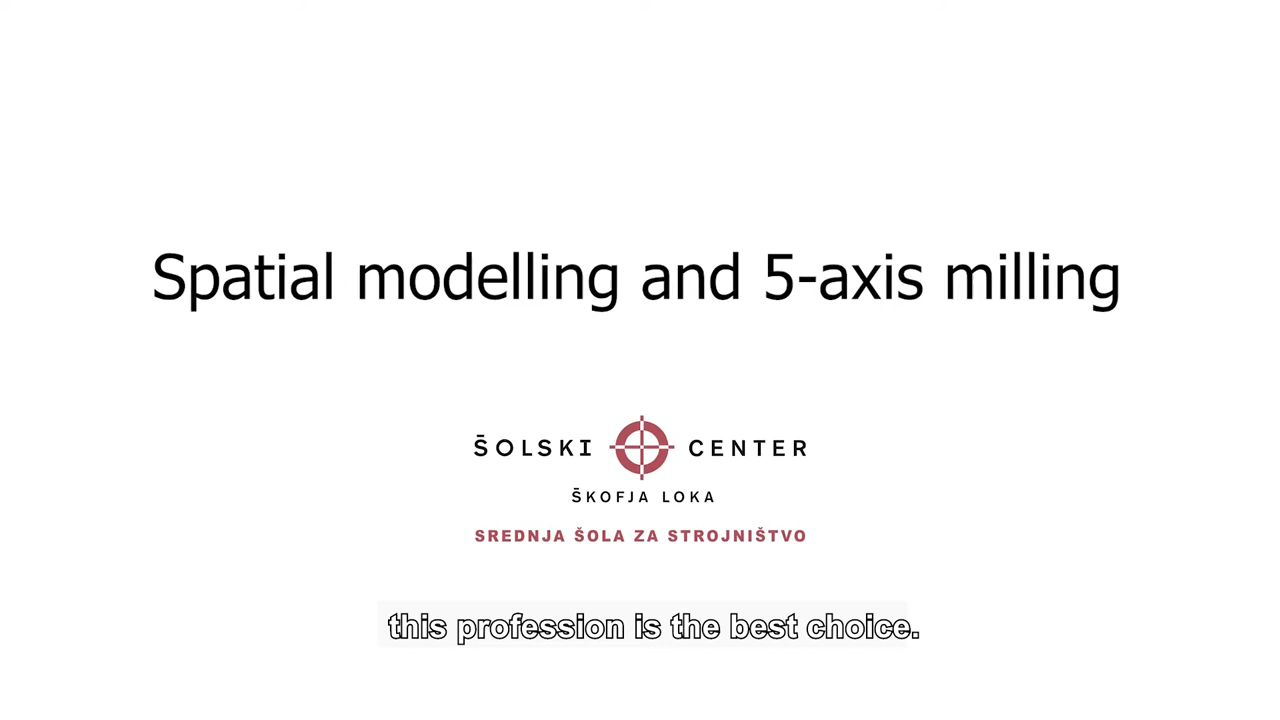 Spatial modelling and 5-axis milling
ŠOLSKI CENTER
ŠKOFJA LOKA
SREDNJA ŠOLA ZA STROJNIŠTVO
this profession is the best choice.